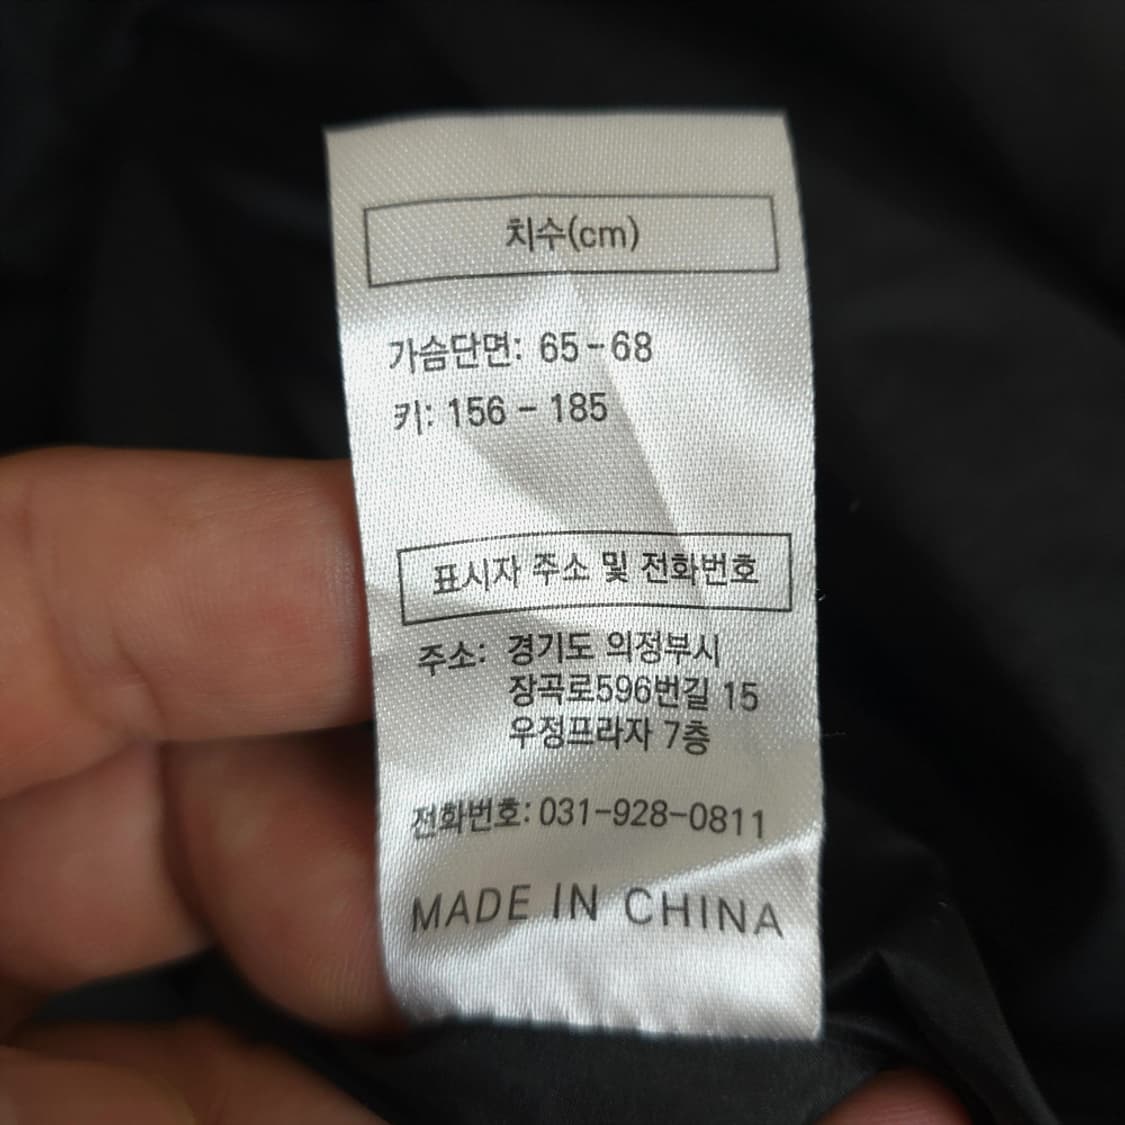 치수(cm)
가슴단면: 65-68
키: 156 - 185
표시자 주소 및 전화번호
주소: 경기도 의정부시
장곡로596번길 15
우정프라자 7층
전화번호: 031-928-0811
MADE IN CHINA